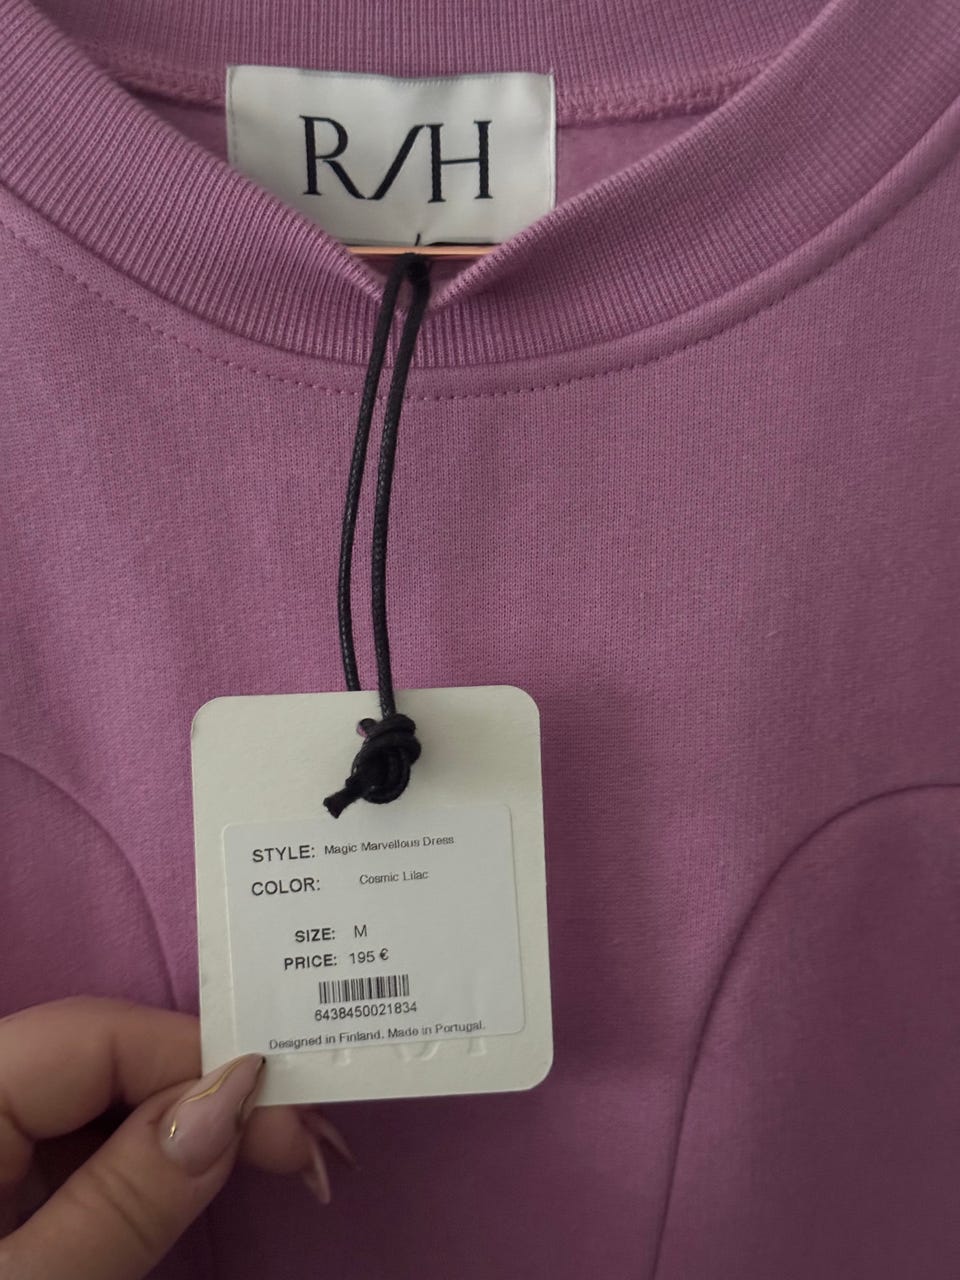 R/H
STYLE: Magic Marvellous Dress
COLOR: Cosmic Lilac
SIZE: M
PRICE: 195 €
6438450021834
Designed in Finland. Made in Portugal.